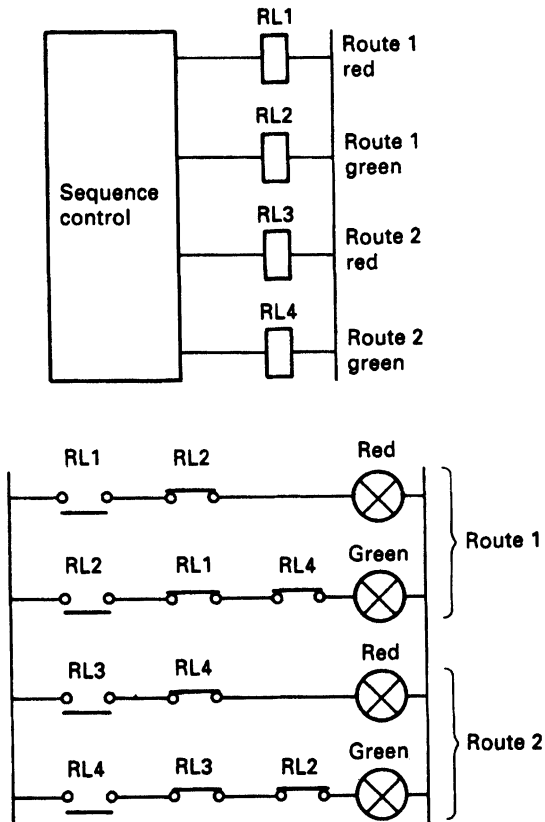 RL1
Route 1
red
RL2
Route 1
green
Sequence
control
RL3
Route 2
red
RL4
Route 2
green
RL1 RL2 Red
Route 1
RL2 RL1 RL4 Green
RL3 RL4 Red
Route 2
RL4 RL3 RL2 Green